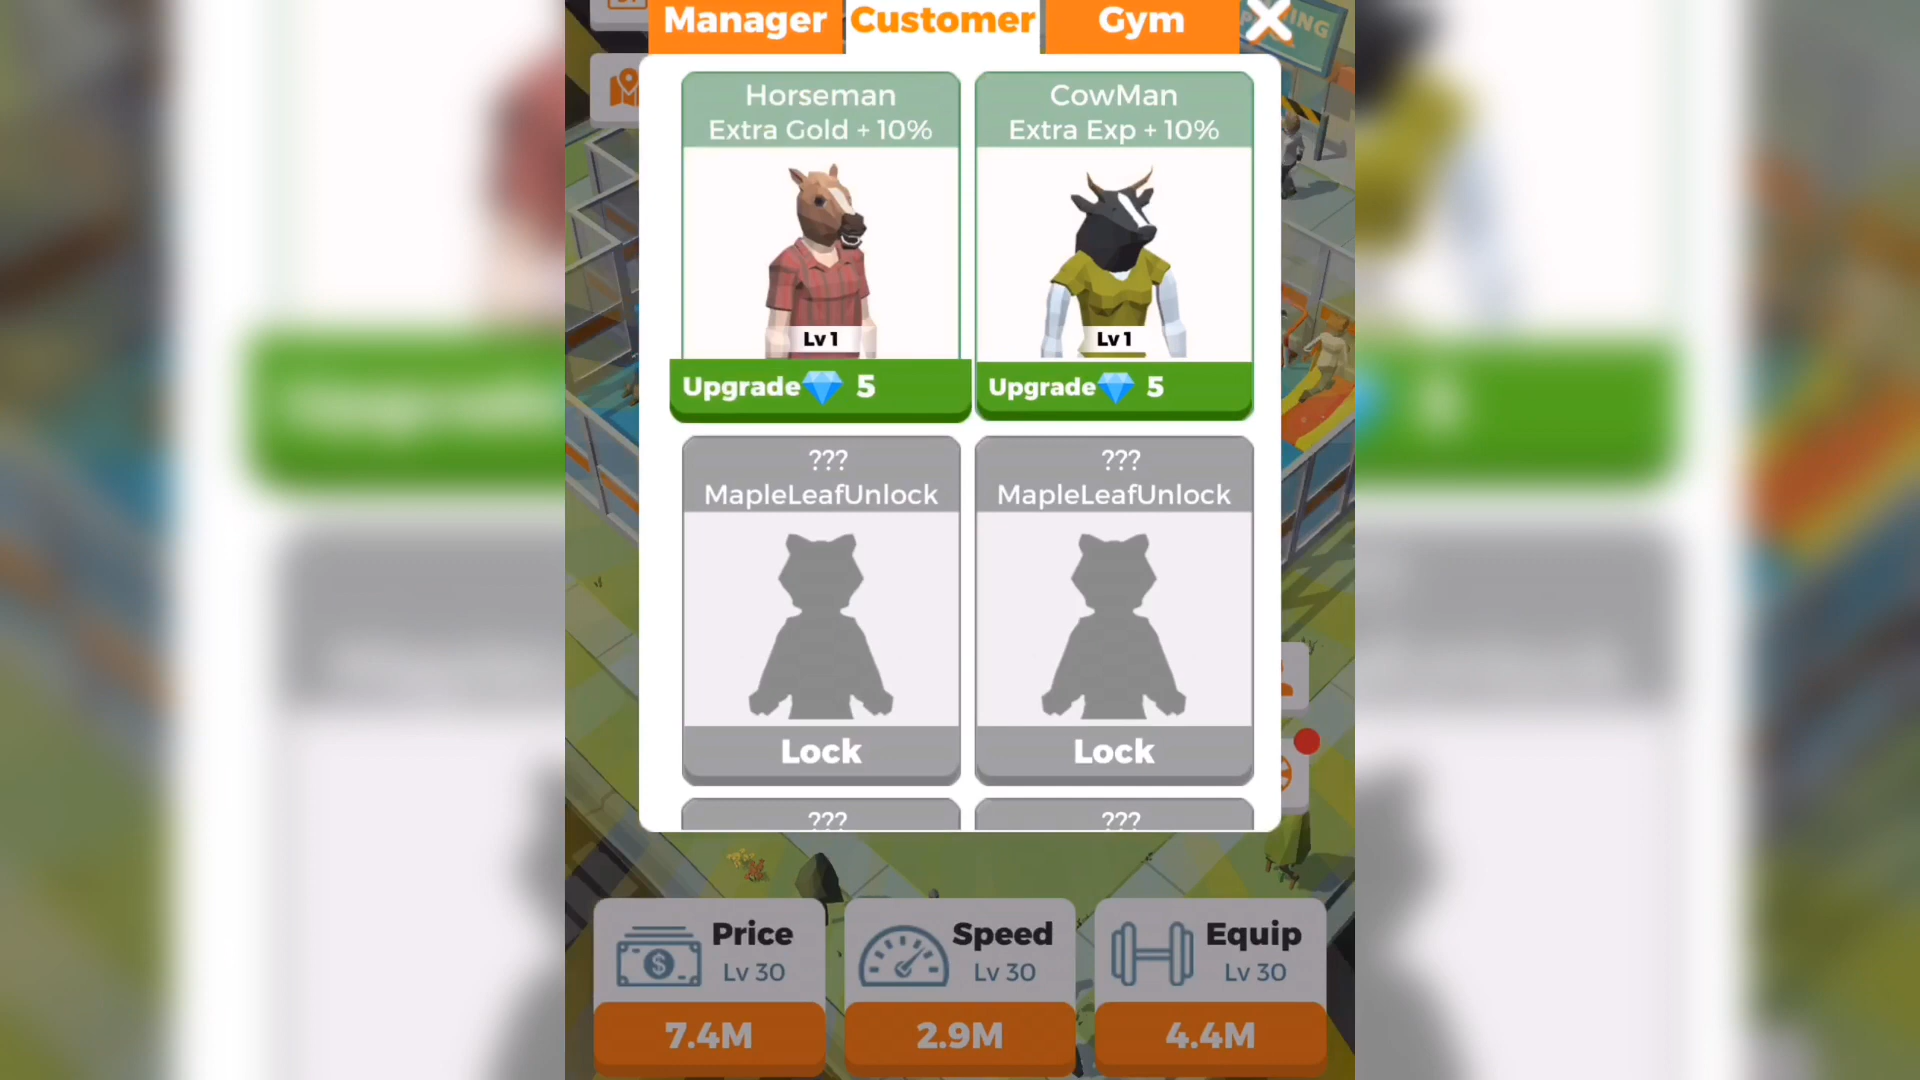 Manager
Customer
Gym
Horseman
Extra Gold + 10%
CowMan
Extra Exp + 10%
Lv 1
Lv 1
Upgrade 5
Upgrade 5
???
MapleLeafUnlock
???
MapleLeafUnlock
Lock
Lock
???
???
Price
Lv 30
Speed
Lv 30
Equip
Lv 30
7.4M
2.9M
4.4M